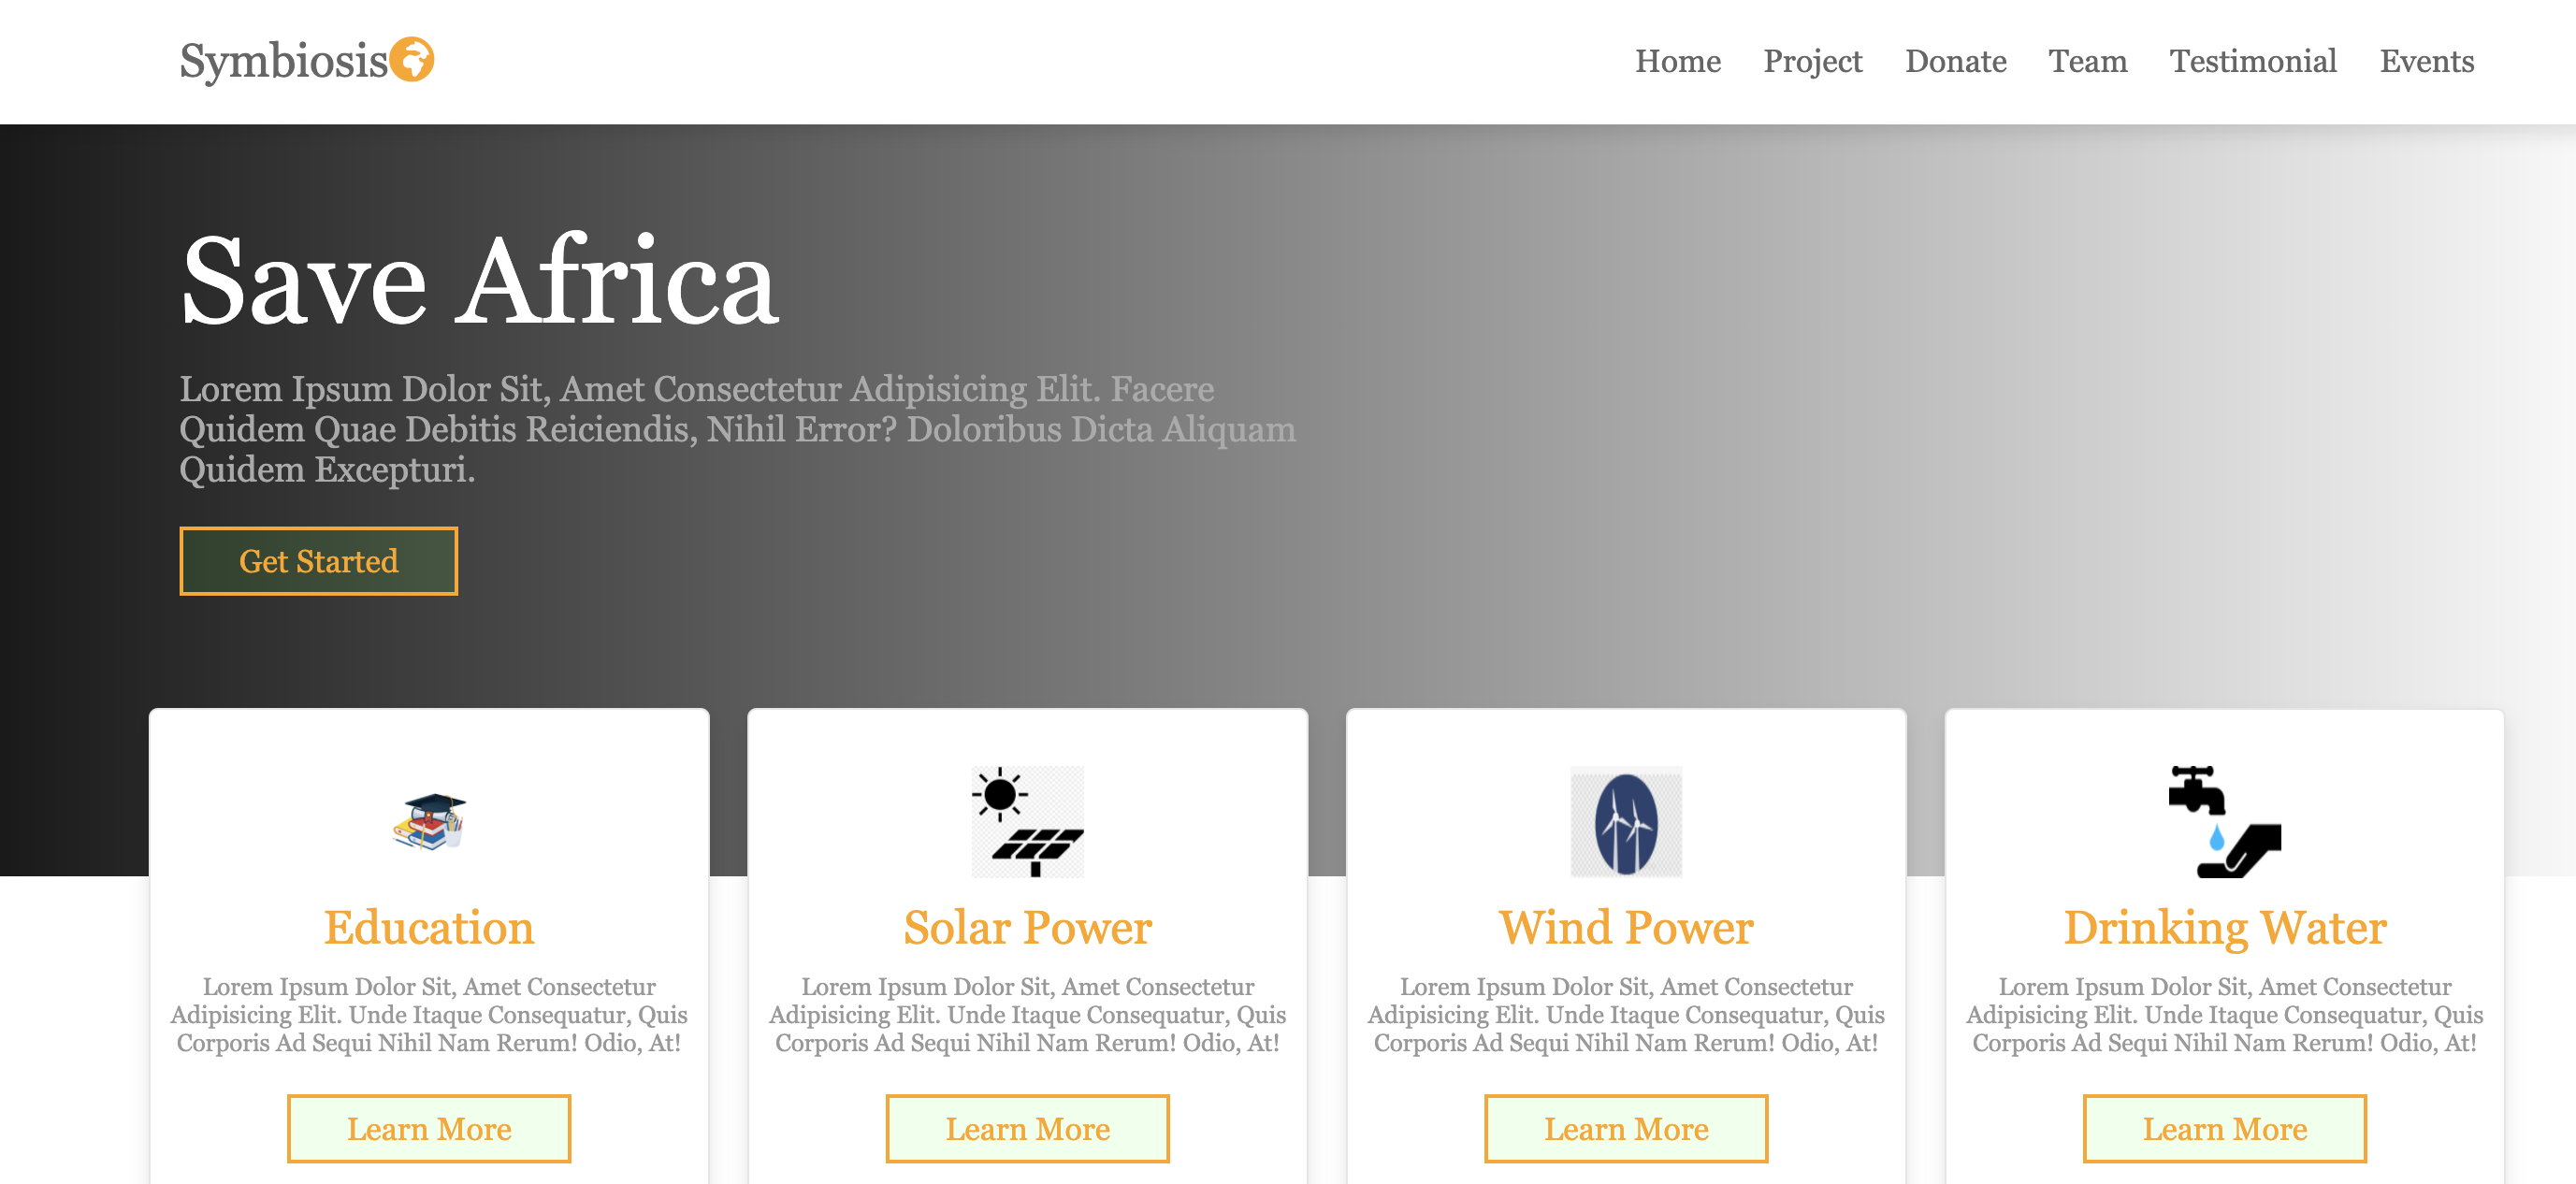 Symbiosis
Home Project Donate Team Testimonial Events
Save Africa
Lorem Ipsum Dolor Sit, Amet Consectetur Adipisicing Elit. Facere
Quidem Quae Debitis Reiciendis, Nihil Error? Doloribus Dicta Aliquam
Quidem Excepturi.
Get Started
Education
Lorem Ipsum Dolor Sit, Amet Consectetur
Adipisicing Elit. Unde Itaque Consequatur, Quis
Corporis Ad Sequi Nihil Nam Rerum! Odio, At!
Learn More
Solar Power
Lorem Ipsum Dolor Sit, Amet Consectetur
Adipisicing Elit. Unde Itaque Consequatur, Quis
Corporis Ad Sequi Nihil Nam Rerum! Odio, At!
Learn More
Wind Power
Lorem Ipsum Dolor Sit, Amet Consectetur
Adipisicing Elit. Unde Itaque Consequatur, Quis
Corporis Ad Sequi Nihil Nam Rerum! Odio, At!
Learn More
Drinking Water
Lorem Ipsum Dolor Sit, Amet Consectetur
Adipisicing Elit. Unde Itaque Consequatur, Quis
Corporis Ad Sequi Nihil Nam Rerum! Odio, At!
Learn More